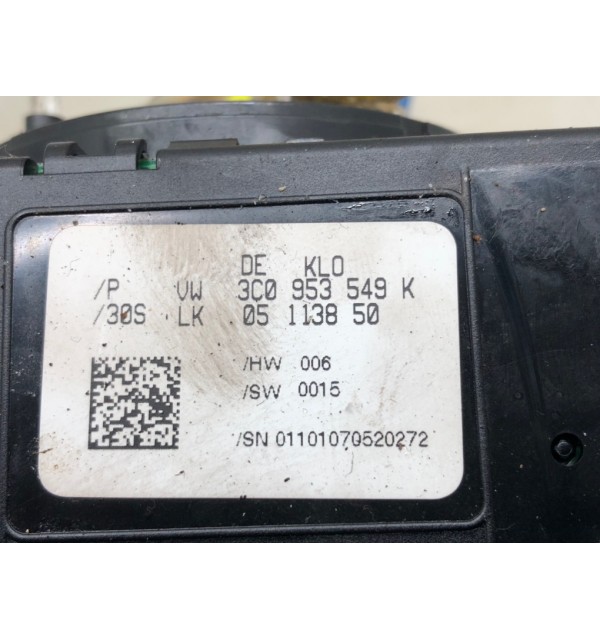 DE KLO
/P VW 3C0 953 549 K
/30S LK 05 1138 50
/HW 006
/SW 0015
/SN 01101070520272